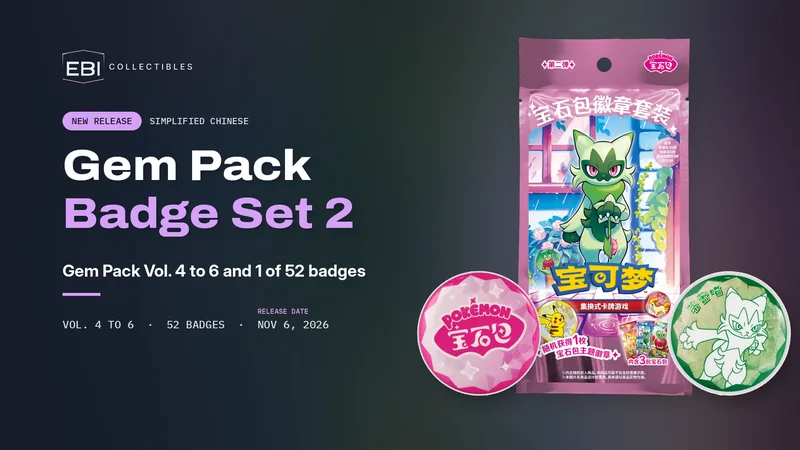 EBI COLLECTIBLES
NEW RELEASE SIMPLIFIED CHINESE
Gem Pack
Badge Set 2
Gem Pack Vol. 4 to 6 and 1 of 52 badges
RELEASE DATE
VOL. 4 TO 6 · 52 BADGES · NOV 6, 2026
第二弹
POKÉMON
宝石包
宝石包徽章套装
宝可梦
集换式卡牌游戏
随机获得1枚
宝石包主题徽章
内含3包宝石包
POKÉMON
宝石包